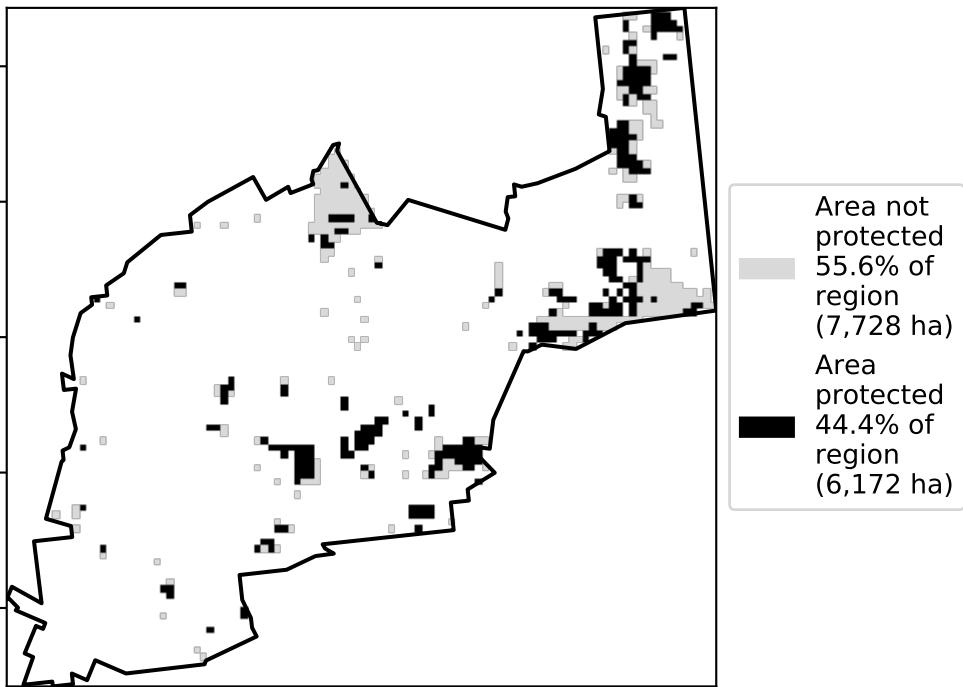 Area not
protected
55.6% of
region
(7,728 ha)
Area
protected
44.4% of
region
(6,172 ha)